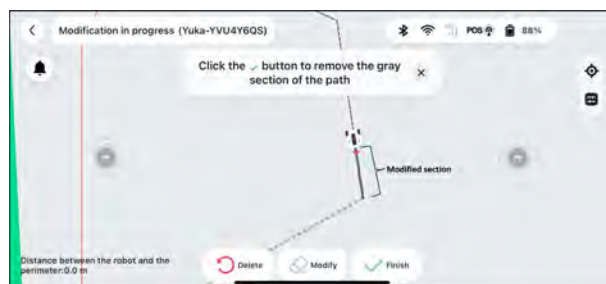 Modification in progress (Yuka-YVU4Y6QS)
POS
88%
Click the ✓ button to remove the gray
section of the path
Modified section
Distance between the robot and the
perimeter:0.0 m
Delete
Modify
Finish